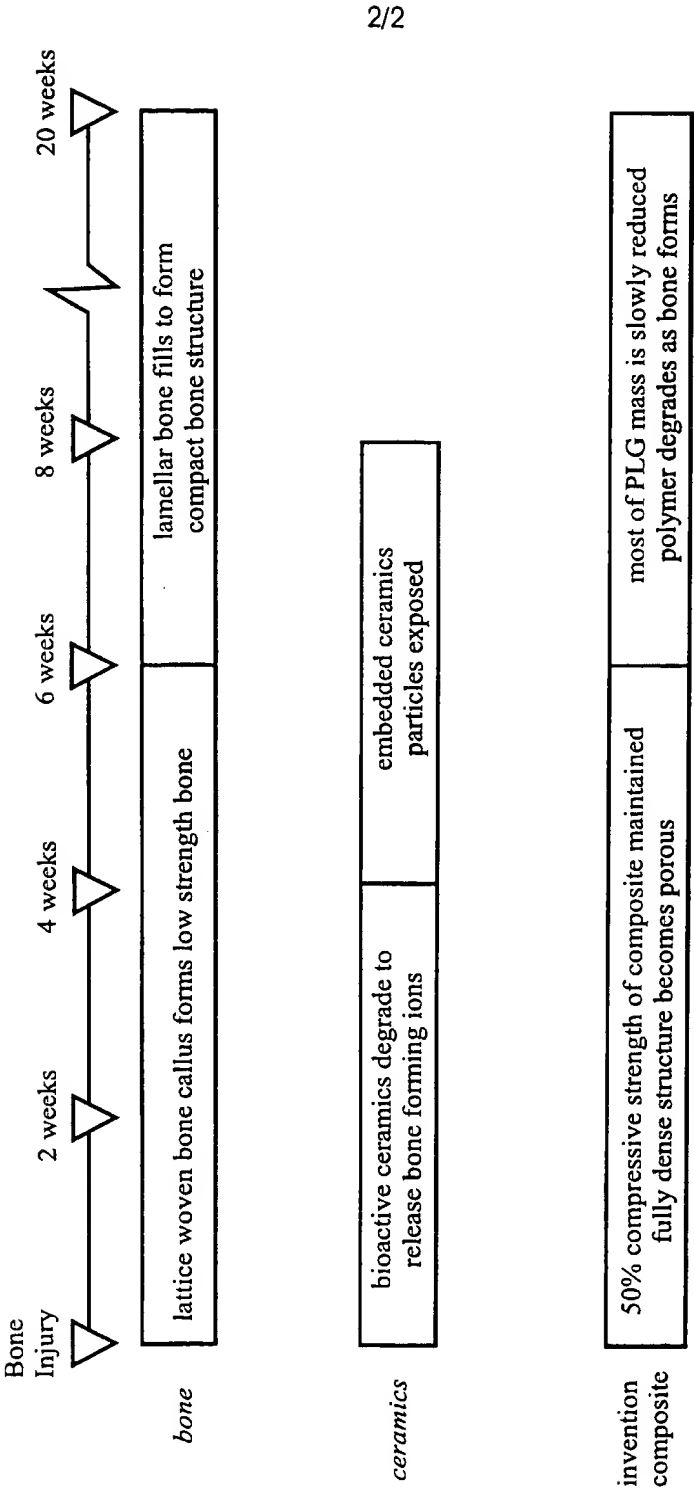 2/2
Bone
Injury
2 weeks
4 weeks
6 weeks
8 weeks
20 weeks
bone
lattice woven bone callus forms low strength bone
lamellar bone fills to form
compact bone structure
ceramics
bioactive ceramics degrade to
release bone forming ions
embedded ceramics
particles exposed
invention
composite
50% compressive strength of composite maintained
fully dense structure becomes porous
most of PLG mass is slowly reduced
polymer degrades as bone forms